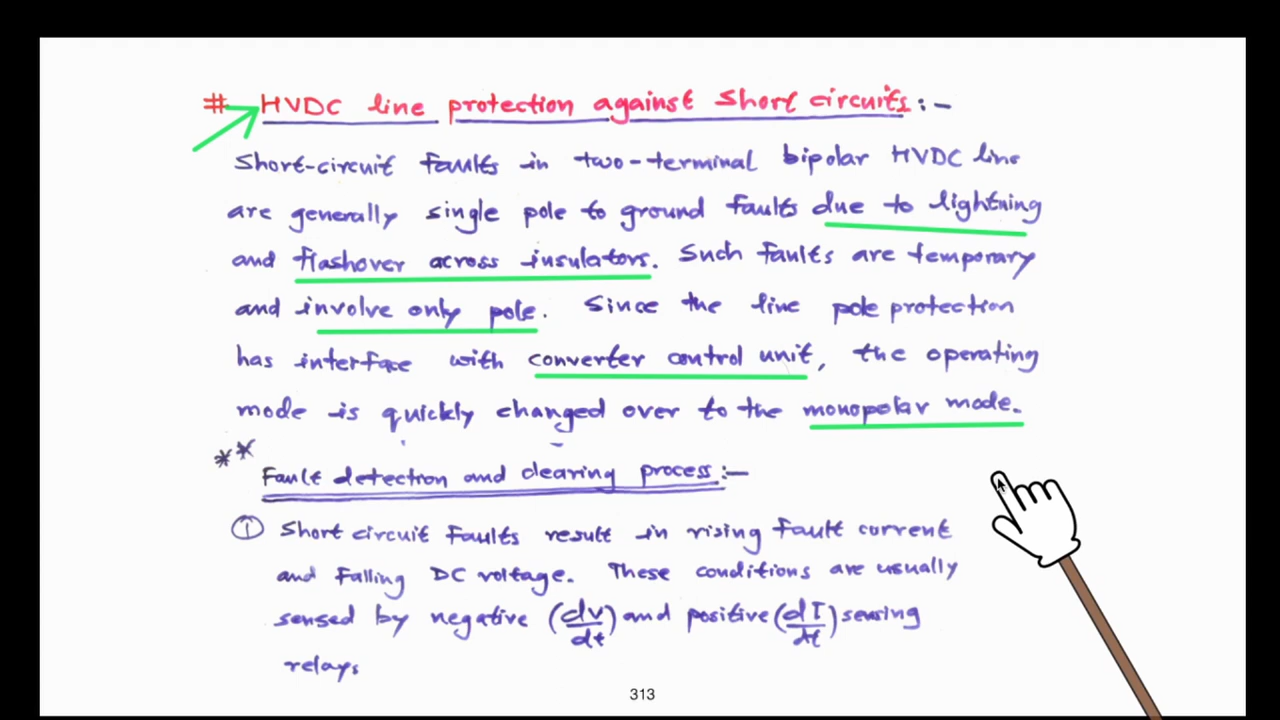 # HVDC line protection against short circuits:-
Short-circuit faults in two-terminal bipolar HVDC line
are generally single pole to ground faults due to lightning
and flashover across insulators. Such faults are temporary
and involve only pole. Since the line pole protection
has interface with converter control unit, the operating
mode is quickly changed over to the monopolar mode.
** Fault detection and clearing process:-
① Short circuit faults result in rising fault current
and falling DC voltage. These conditions are usually
sensed by negative (dv/dt) and positive (dI/dt) sensing
relays
313